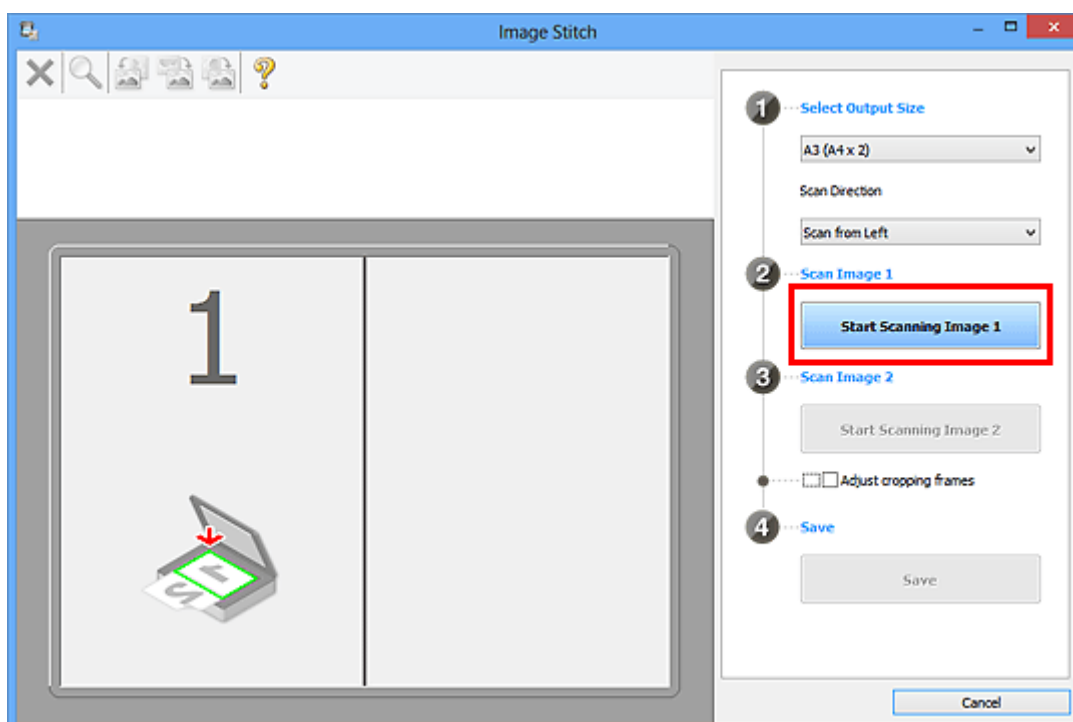 Image Stitch
1
1 Select Output Size
A3 (A4 x 2)
Scan Direction
Scan from Left
2 Scan Image 1
Start Scanning Image 1
3 Scan Image 2
Start Scanning Image 2
Adjust cropping frames
4 Save
Save
Cancel